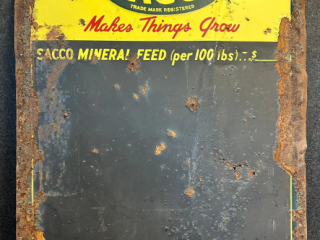 TRADE MARK REGISTERED
Makes Things Grow
SACCO MINERAL FEED (per 100 lbs) - $